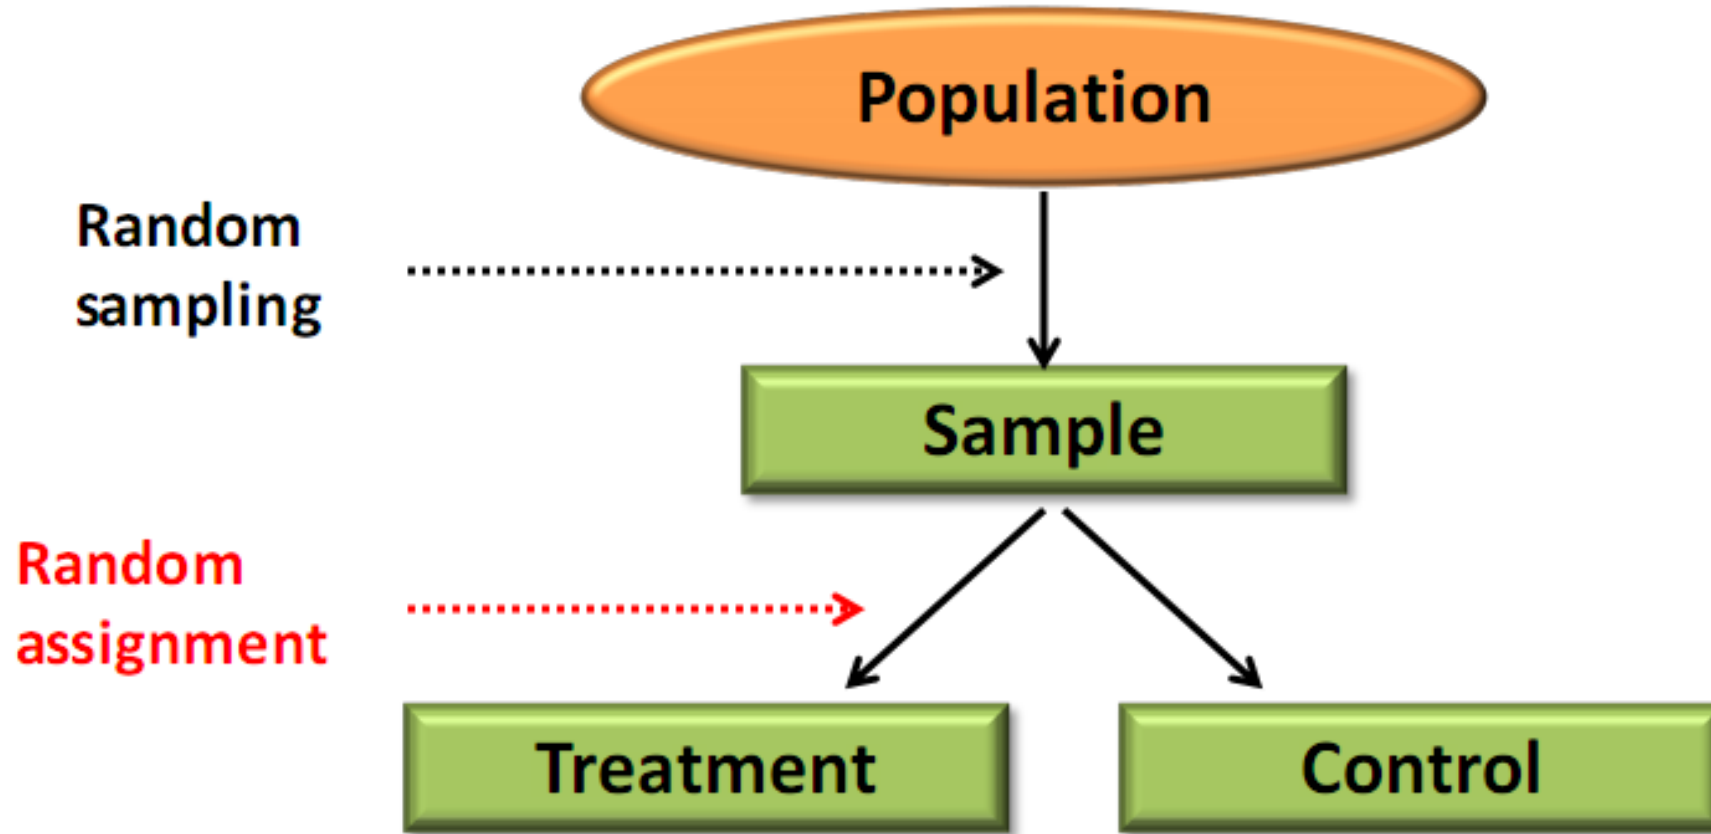 Population
Random
sampling
Sample
Random
assignment
Treatment
Control